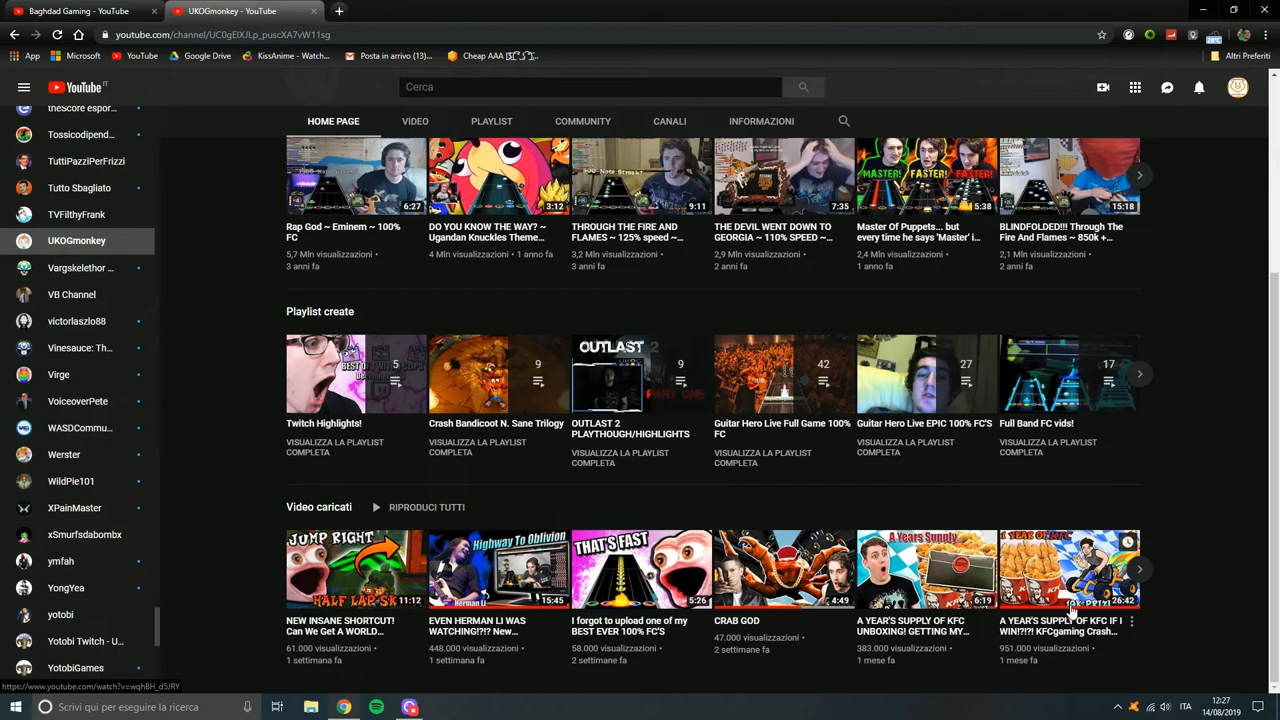 Baghdad Gaming - YouTube
UKOGmonkey - YouTube
youtube.com/channel/UC0gEIXJLp_puscXA7vW11sg
28°C
App
Microsoft
YouTube
Google Drive
KissAnime - Watch...
Posta in arrivo (13)...
Altri Preferiti
YouTube IT
Cerca
HOME PAGE
VIDEO
PLAYLIST
COMMUNITY
CANALI
INFORMAZIONI
theScore espor...
Tossicodipend...
TuttiPazziPerFrizzi
Tutto Sbagliato
TVFilthyFrank
UKOGmonkey
Vargskelethor ...
VB Channel
victorlaszlo88
Vinesauce: Th...
Virge
VoiceoverPete
WASDCommu...
Werster
WildPie101
XPainMaster
xSmurfsdabombx
ymfah
YongYea
yotobi
Yotobi Twitch - U...
YotobiGames
6:27
3:12
9:11
7:35
MASTER!
FASTER!
MASTER!
5:38
15:18
Rap God ~ Eminem ~ 100%
FC
5,7 Mln visualizzazioni •
3 anni fa
DO YOU KNOW THE WAY? ~
Ugandan Knuckles Theme...
4 Mln visualizzazioni • 1 anno fa
THROUGH THE FIRE AND
FLAMES ~ 125% speed ~...
3,2 Mln visualizzazioni •
3 anni fa
THE DEVIL WENT DOWN TO
GEORGIA ~ 110% SPEED ~...
2,9 Mln visualizzazioni •
2 anni fa
Master Of Puppets... but
every time he says 'Master' i...
2,4 Mln visualizzazioni •
1 anno fa
BLINDFOLDED!!! Through The
Fire And Flames ~ 850k +...
2,1 Mln visualizzazioni •
2 anni fa
Playlist create
5
9
OUTLAST 2
PART ONE
9
42
27
17
Twitch Highlights!
VISUALIZZA LA PLAYLIST
COMPLETA
Crash Bandicoot N. Sane Trilogy
VISUALIZZA LA PLAYLIST
COMPLETA
OUTLAST 2
PLAYTHOUGH/HIGHLIGHTS
VISUALIZZA LA PLAYLIST
COMPLETA
Guitar Hero Live Full Game 100%
FC
VISUALIZZA LA PLAYLIST
COMPLETA
Guitar Hero Live EPIC 100% FC'S
VISUALIZZA LA PLAYLIST
COMPLETA
Full Band FC vids!
VISUALIZZA LA PLAYLIST
COMPLETA
Video caricati
RIPRODUCI TUTTI
JUMP RIGHT
HALF LAP SK
11:12
Highway To Oblivion
Herman Li
15:45
THAT'S FAST
5:26
4:49
A Years Supply
6:19
1 YEAR OF KFC
26:42
NEW INSANE SHORTCUT!
Can We Get A WORLD...
61.000 visualizzazioni •
1 settimana fa
EVEN HERMAN LI WAS
WATCHING!?!? New...
448.000 visualizzazioni •
1 settimana fa
I forgot to upload one of my
BEST EVER 100% FC'S
58.000 visualizzazioni •
2 settimane fa
CRAB GOD
47.000 visualizzazioni •
2 settimane fa
A YEAR'S SUPPLY OF KFC
UNBOXING! GETTING MY...
383.000 visualizzazioni •
1 mese fa
A YEAR'S SUPPLY OF KFC IF I
WIN!?!?! KFCgaming Crash...
951.000 visualizzazioni •
1 mese fa
https://www.youtube.com/watch?v=wqhBH_d5JRY
Scrivi qui per eseguire la ricerca
ITA
12:27
14/08/2019